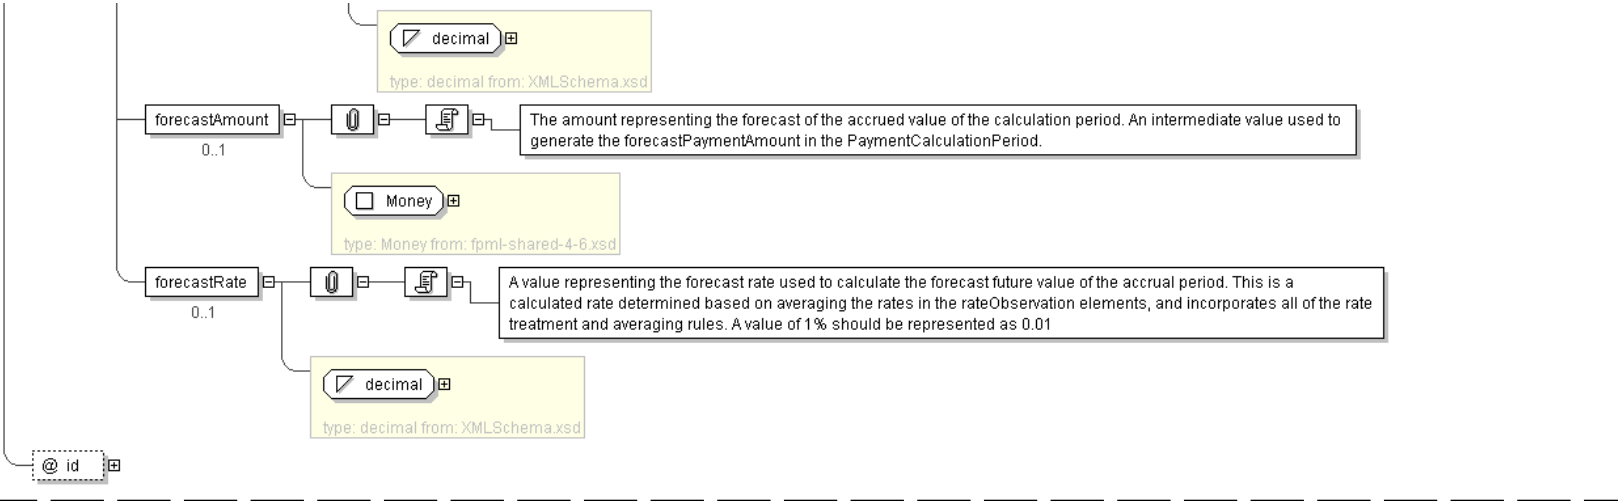 decimal
type: decimal from: XMLSchema.xsd
forecastAmount
0..1
The amount representing the forecast of the accrued value of the calculation period. An intermediate value used to
generate the forecastPaymentAmount in the PaymentCalculationPeriod.
Money
type: Money from: fpml-shared-4-6.xsd
forecastRate
0..1
A value representing the forecast rate used to calculate the forecast future value of the accrual period. This is a
calculated rate determined based on averaging the rates in the rateObservation elements, and incorporates all of the rate
treatment and averaging rules. A value of 1% should be represented as 0.01
decimal
type: decimal from: XMLSchema.xsd
@ id